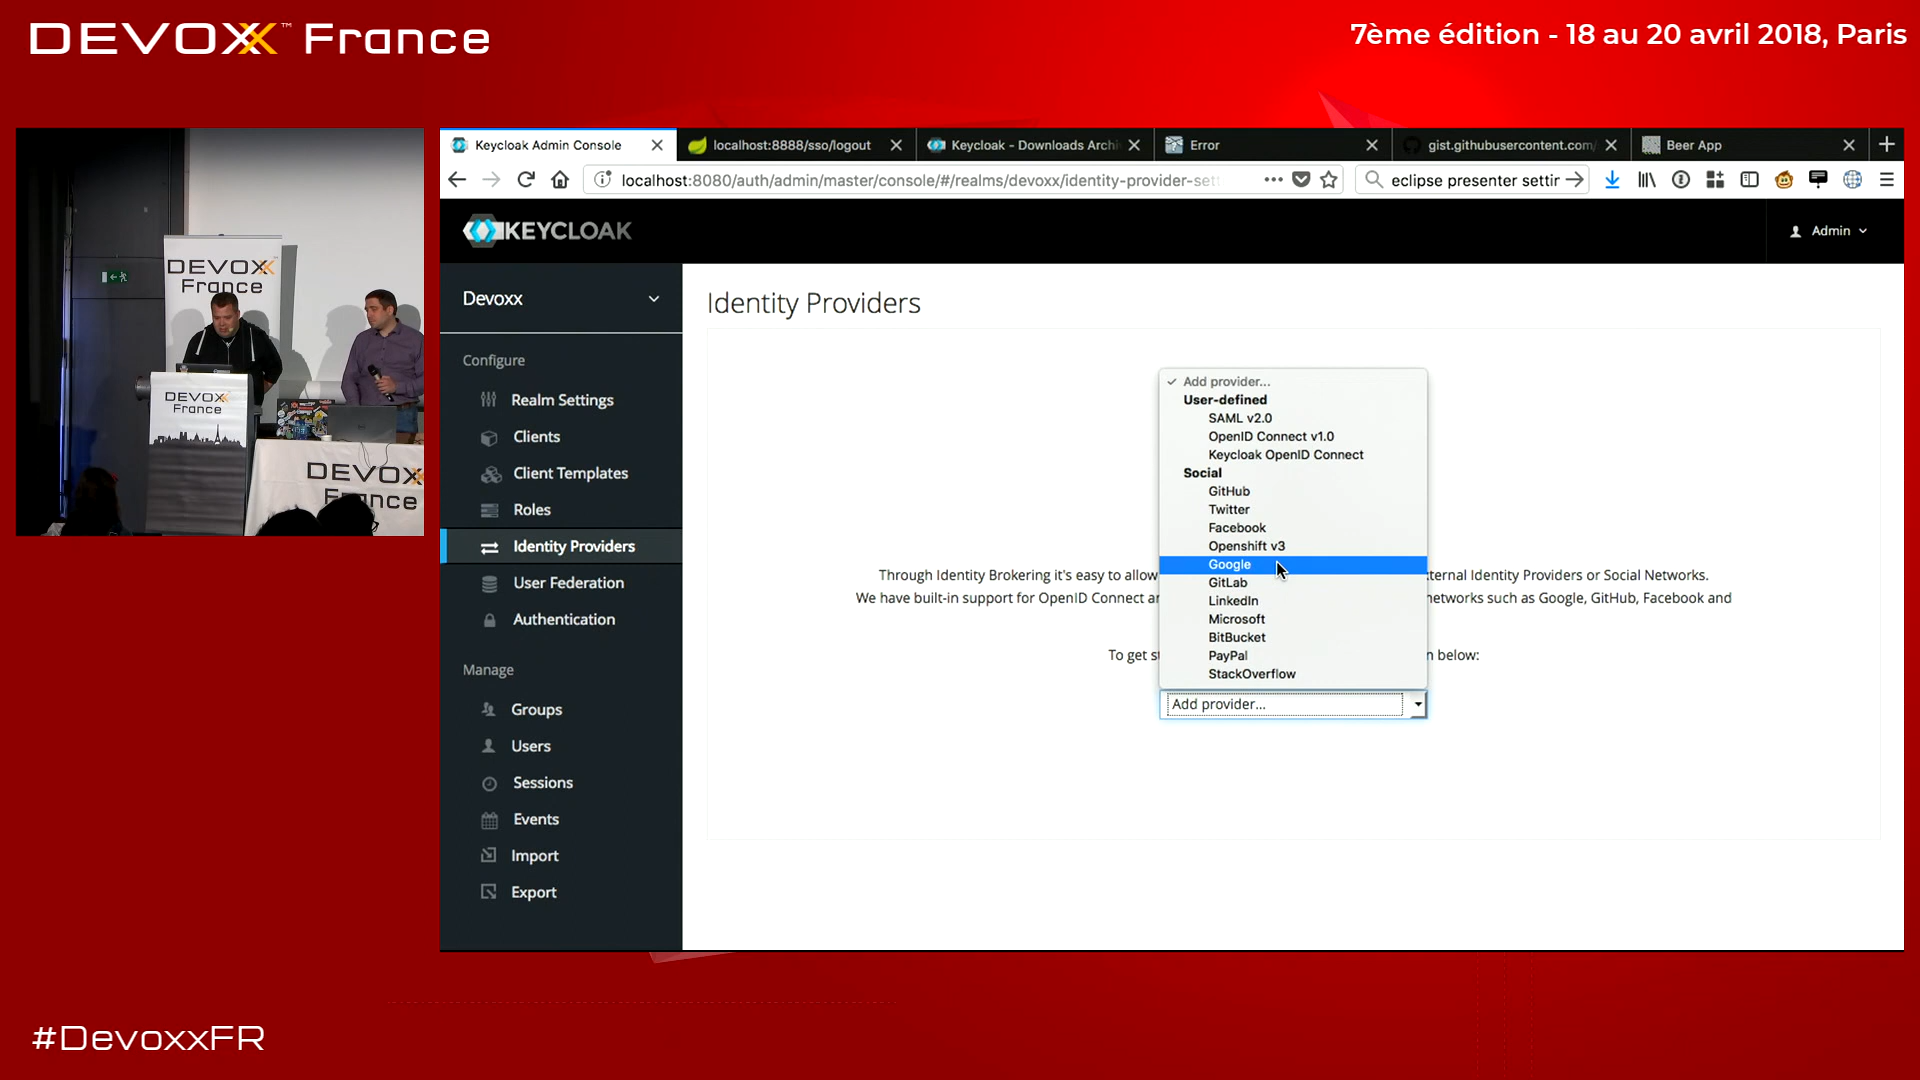 DEVOXX™ France
7ème édition - 18 au 20 avril 2018, Paris
DEVOXX
France
DEVOXX
France
DEVOXX
France
Keycloak Admin Console
localhost:8888/sso/logout
Keycloak - Downloads Archi
Error
gist.githubusercontent.com/
Beer App
localhost:8080/auth/admin/master/console/#/realms/devoxx/identity-provider-sett
eclipse presenter settir
KEYCLOAK
Admin
Devoxx
Configure
Realm Settings
Clients
Client Templates
Roles
Identity Providers
User Federation
Authentication
Manage
Groups
Users
Sessions
Events
Import
Export
Identity Providers
Add provider...
User-defined
SAML v2.0
OpenID Connect v1.0
Keycloak OpenID Connect
Social
GitHub
Twitter
Facebook
Openshift v3
Google
GitLab
LinkedIn
Microsoft
BitBucket
PayPal
StackOverflow
Through Identity Brokering it's easy to allow ternal Identity Providers or Social Networks.
We have built-in support for OpenID Connect ar networks such as Google, GitHub, Facebook and
To get st n below:
Add provider...
#DevoxxFR